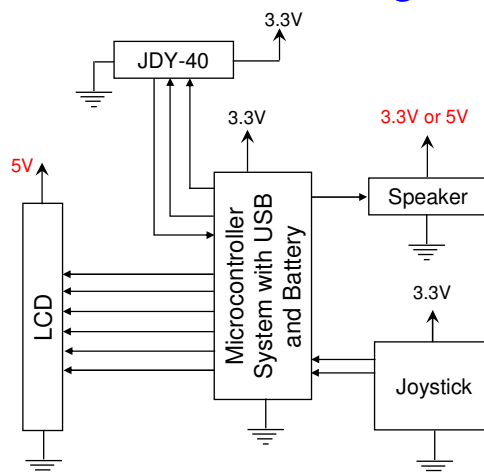 3.3V
JDY-40
3.3V
3.3V or 5V
5V
Speaker
Microcontroller
System with USB
and Battery
LCD
3.3V
Joystick